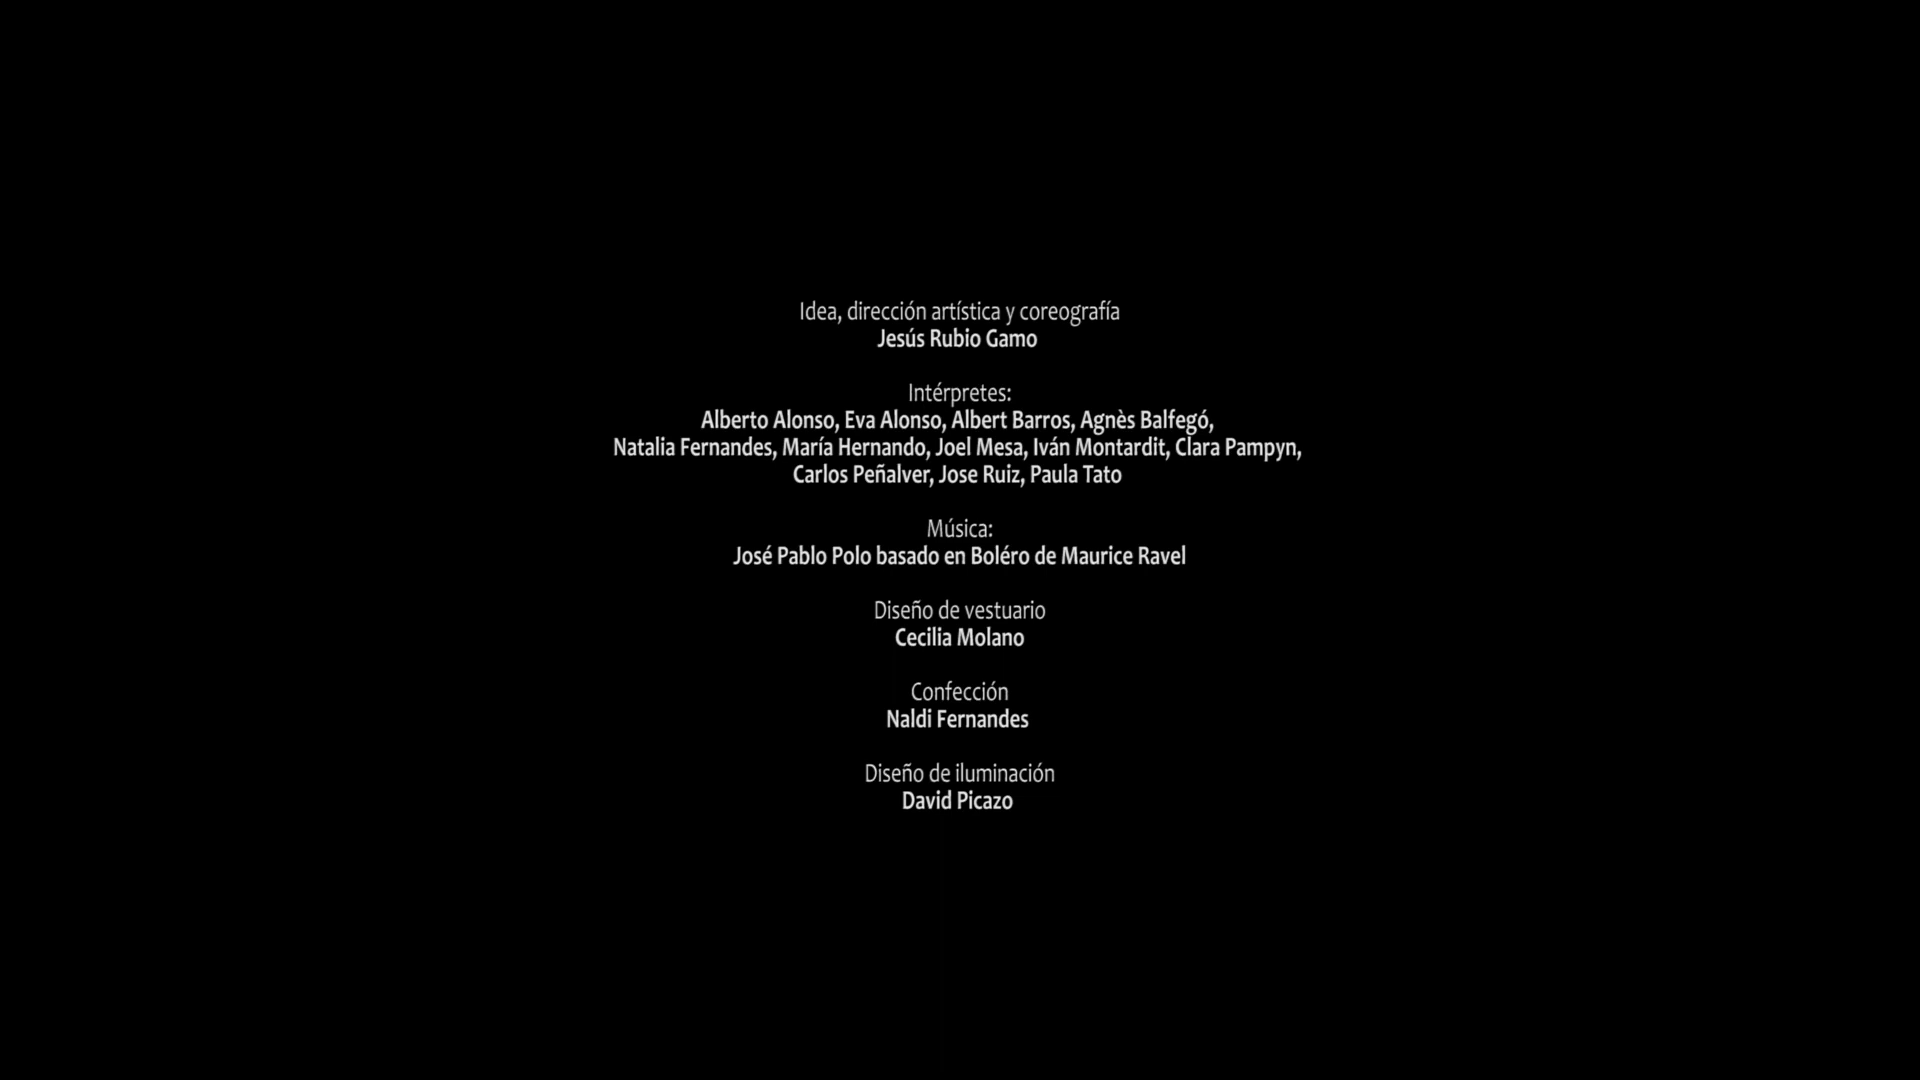 Idea, dirección artística y coreografía
Jesús Rubio Gamo
Intérpretes:
Alberto Alonso, Eva Alonso, Albert Barros, Agnès Balfegó,
Natalia Fernandes, María Hernando, Joel Mesa, Iván Montardit, Clara Pampyn,
Carlos Peñalver, Jose Ruiz, Paula Tato
Música:
José Pablo Polo basado en Boléro de Maurice Ravel
Diseño de vestuario
Cecilia Molano
Confección
Naldi Fernandes
Diseño de iluminación
David Picazo